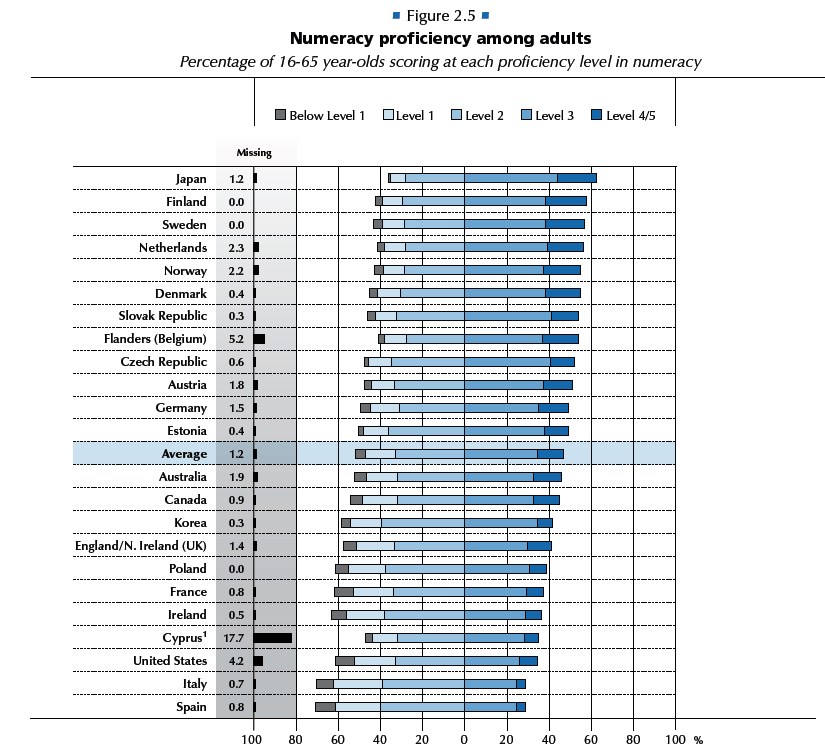 Figure 2.5
Numeracy proficiency among adults
Percentage of 16-65 year-olds scoring at each proficiency level in numeracy
Below Level 1 Level 1 Level 2 Level 3 Level 4/5
Missing
Japan 1.2
Finland 0.0
Sweden 0.0
Netherlands 2.3
Norway 2.2
Denmark 0.4
Slovak Republic 0.3
Flanders (Belgium) 5.2
Czech Republic 0.6
Austria 1.8
Germany 1.5
Estonia 0.4
Average 1.2
Australia 1.9
Canada 0.9
Korea 0.3
England/N. Ireland (UK) 1.4
Poland 0.0
France 0.8
Ireland 0.5
Cyprus¹ 17.7
United States 4.2
Italy 0.7
Spain 0.8
100 80 60 40 20 0 20 40 60 80 100 %